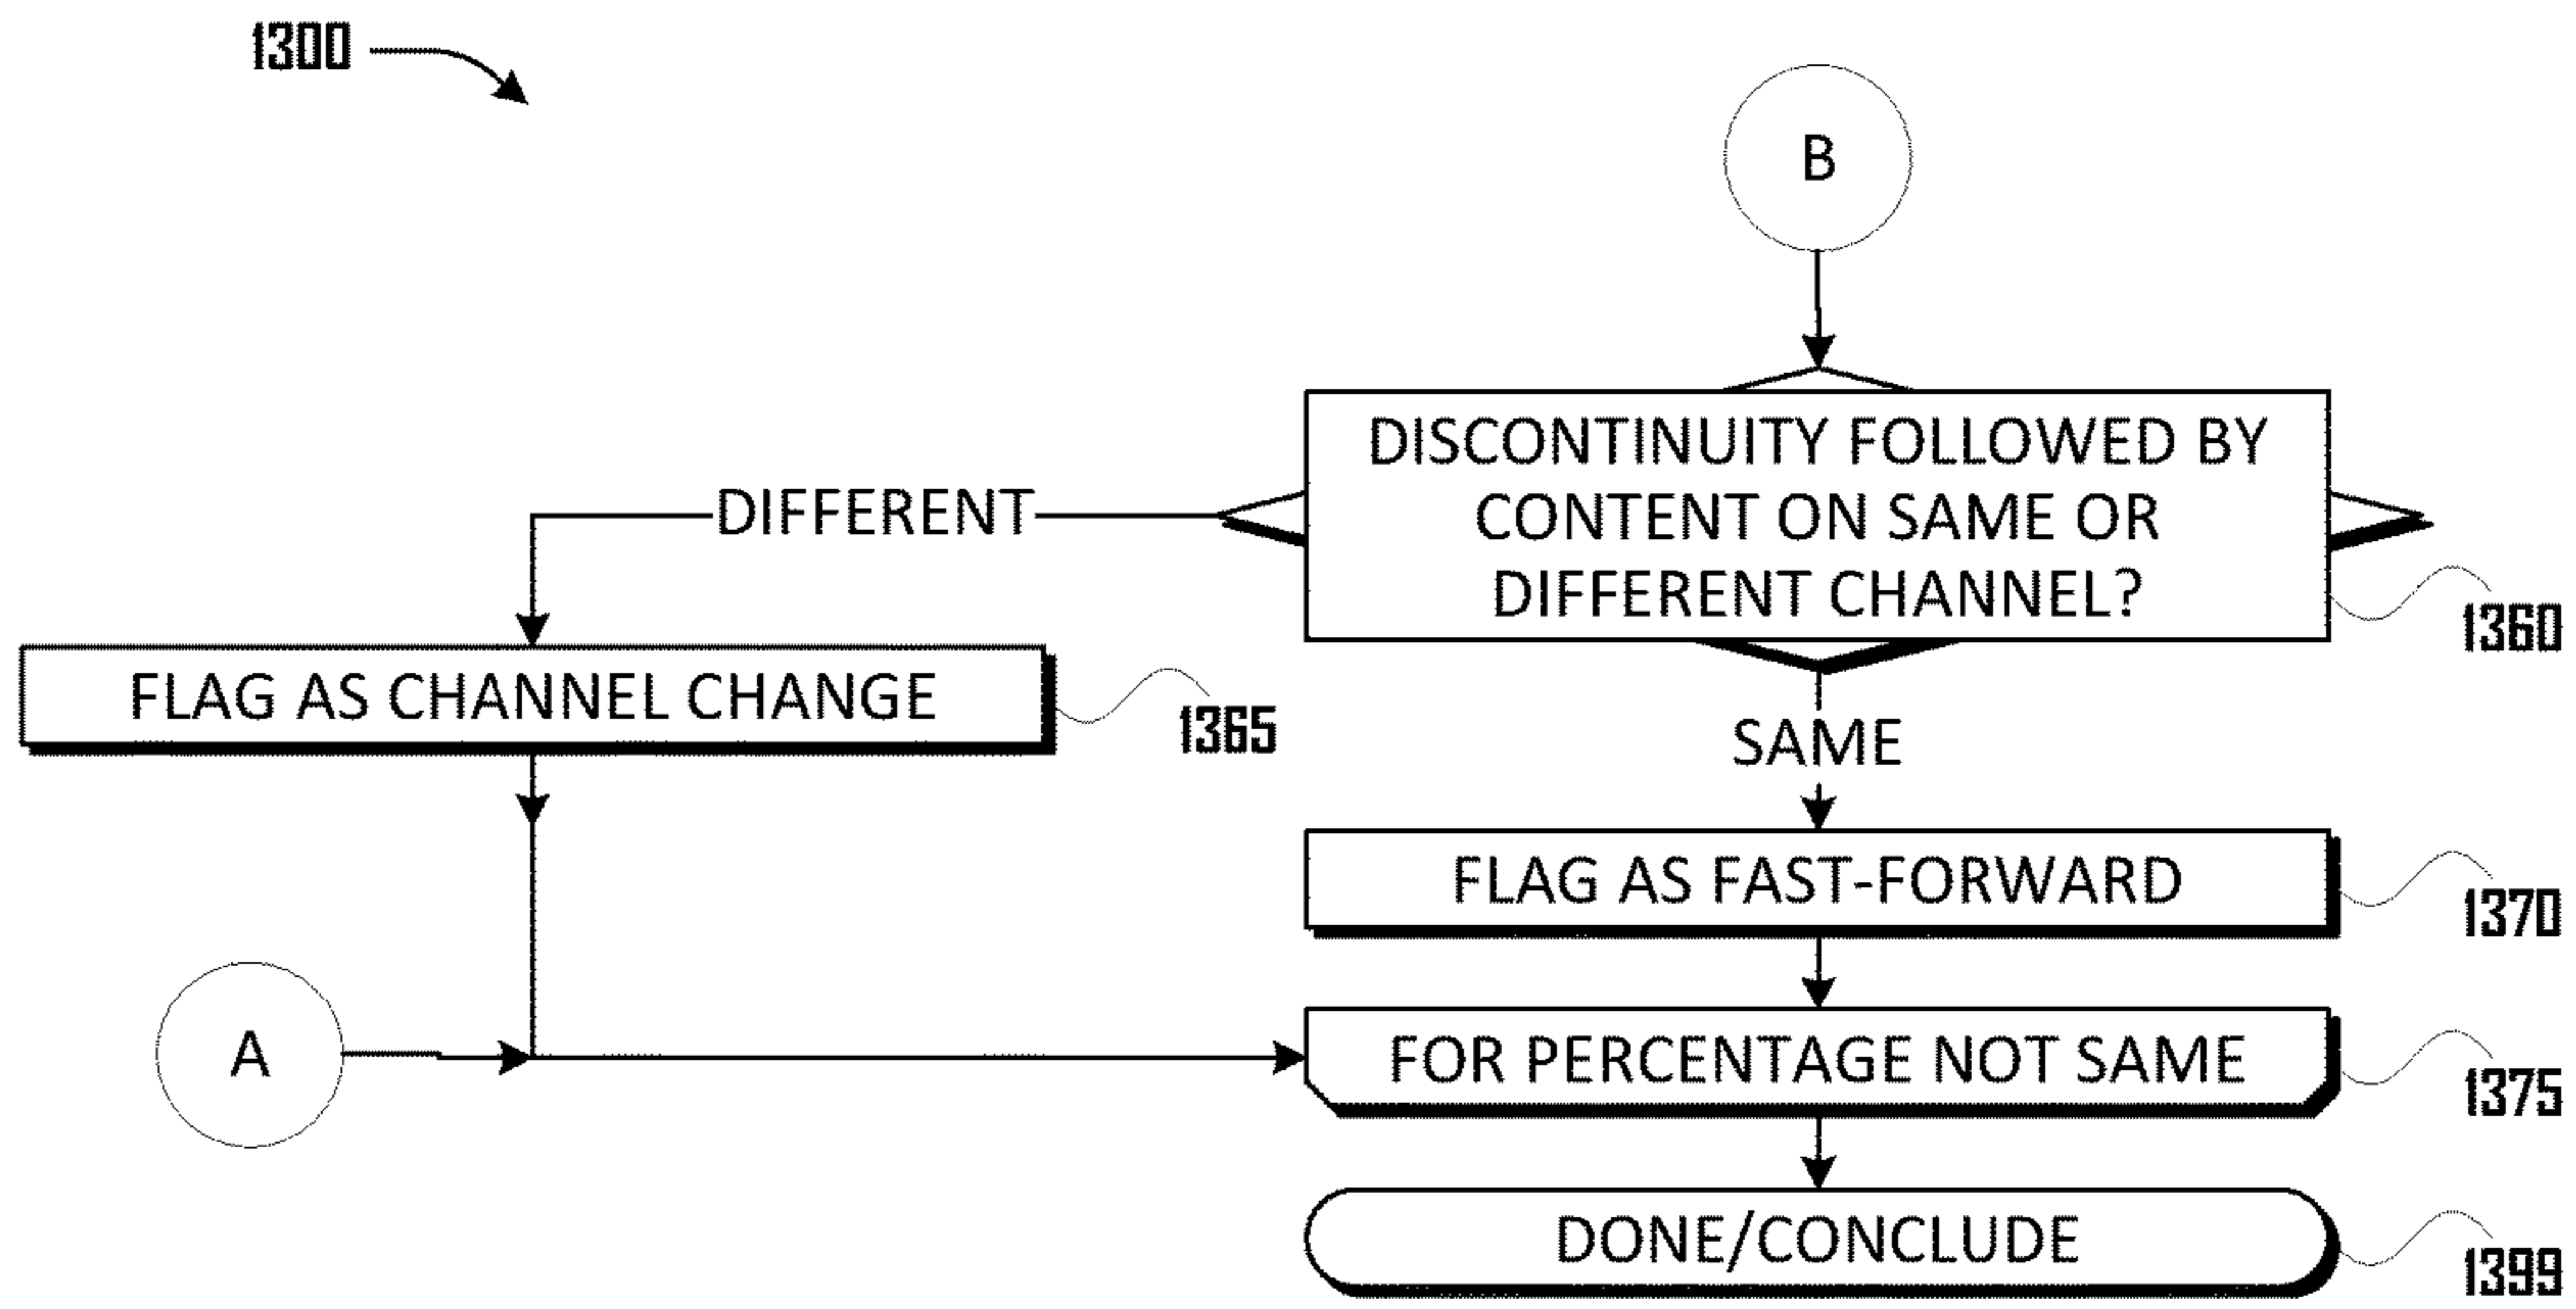 1300
B
DISCONTINUITY FOLLOWED BY
CONTENT ON SAME OR
DIFFERENT CHANNEL?
1360
DIFFERENT
FLAG AS CHANNEL CHANGE
1365
SAME
FLAG AS FAST-FORWARD
1370
A
FOR PERCENTAGE NOT SAME
1375
DONE/CONCLUDE
1399